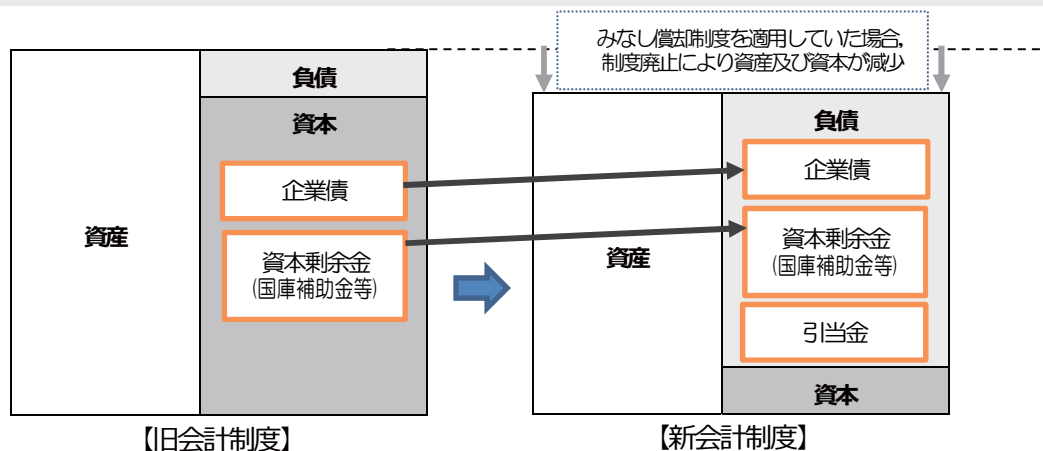 みなし償却制度を適用していた場合,
制度廃止により資産及び資本が減少
負債
資本
企業債
資産
資本剰余金
(国庫補助金等)
【旧会計制度】
負債
企業債
資本剰余金
(国庫補助金等)
資産
引当金
資本
【新会計制度】